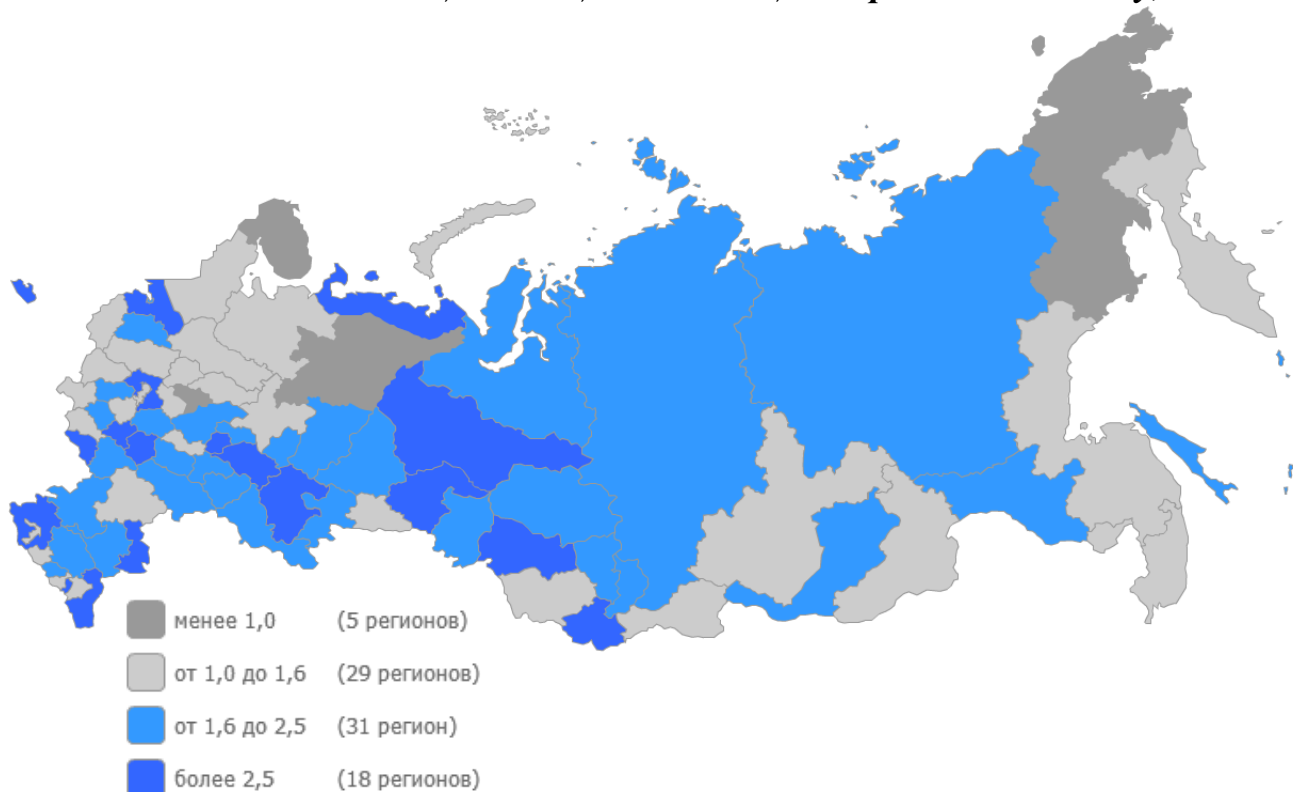 менее 1,0 (5 регионов)
от 1,0 до 1,6 (29 регионов)
от 1,6 до 2,5 (31 регион)
более 2,5 (18 регионов)